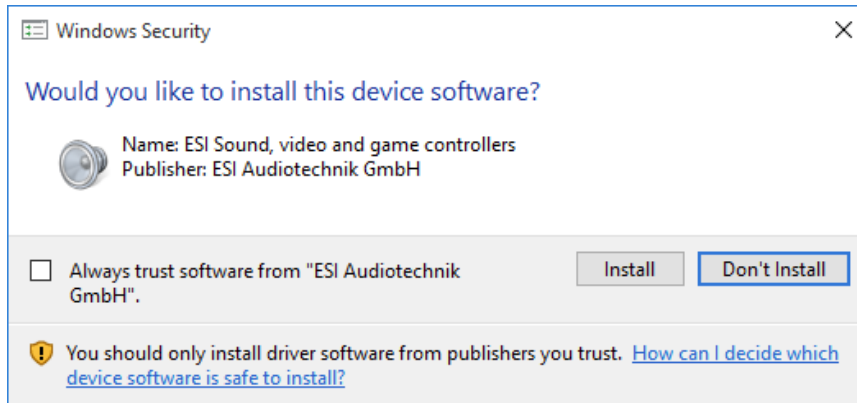 Windows Security
Would you like to install this device software?
Name: ESI Sound, video and game controllers
Publisher: ESI Audiotechnik GmbH
Always trust software from "ESI Audiotechnik
GmbH".
Install
Don't Install
You should only install driver software from publishers you trust. How can I decide which
device software is safe to install?